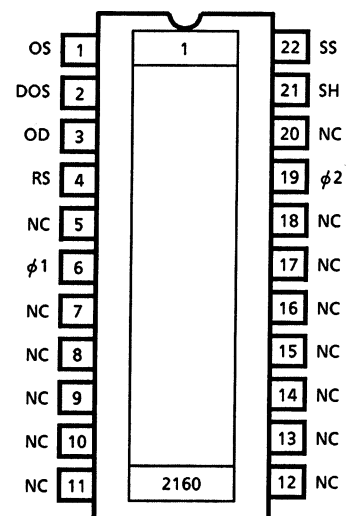 OS 1 1 22 SS
DOS 2 21 SH
OD 3 20 NC
RS 4 19 ϕ2
NC 5 18 NC
ϕ1 6 17 NC
NC 7 16 NC
NC 8 15 NC
NC 9 14 NC
NC 10 13 NC
NC 11 2160 12 NC